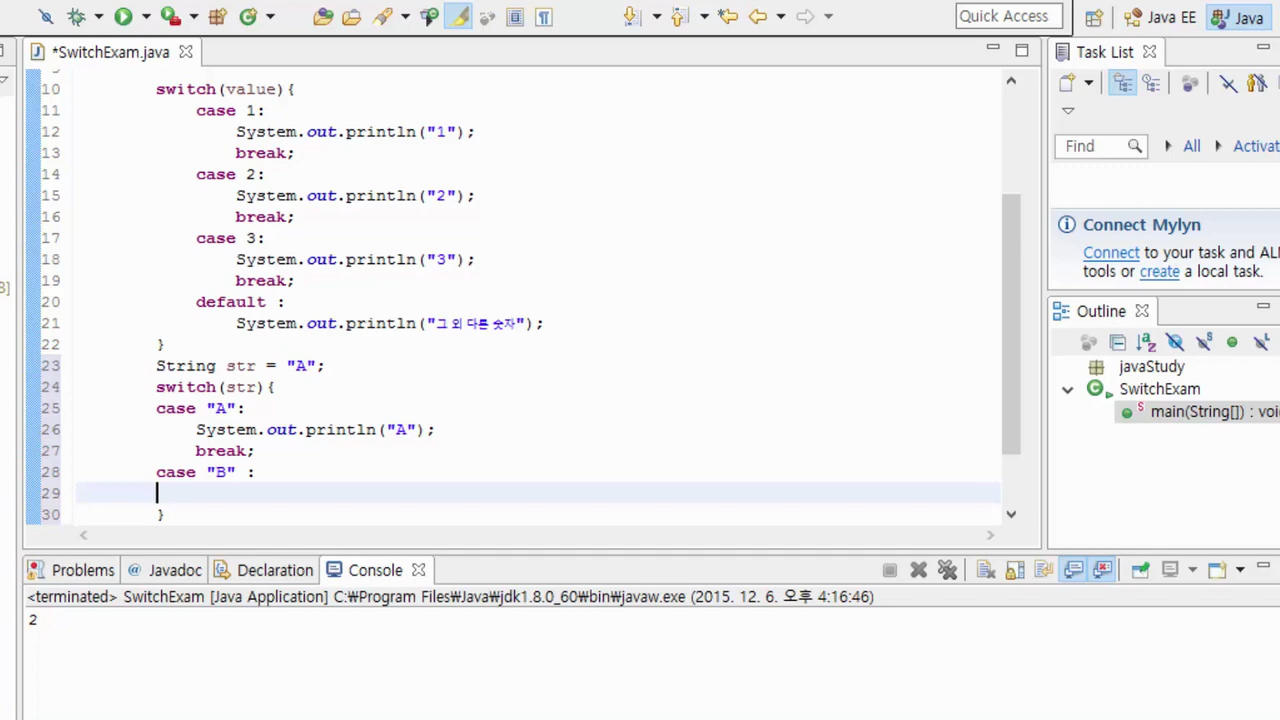 Quick Access
Java EE
Java
*SwitchExam.java
Task List
10 switch(value){
11 case 1:
12 System.out.println("1");
13 break;
14 case 2:
15 System.out.println("2");
16 break;
17 case 3:
18 System.out.println("3");
19 break;
20 default :
21 System.out.println("그 외 다른 숫자");
22 }
23 String str = "A";
24 switch(str){
25 case "A":
26 System.out.println("A");
27 break;
28 case "B" :
29
30 }
Find
All
Activat
Connect Mylyn
Connect to your task and ALM
tools or create a local task.
Outline
javaStudy
SwitchExam
main(String[]) : voi
Problems
@ Javadoc
Declaration
Console
<terminated> SwitchExam [Java Application] C:₩Program Files₩Java₩jdk1.8.0_60₩bin₩javaw.exe (2015. 12. 6. 오후 4:16:46)
2